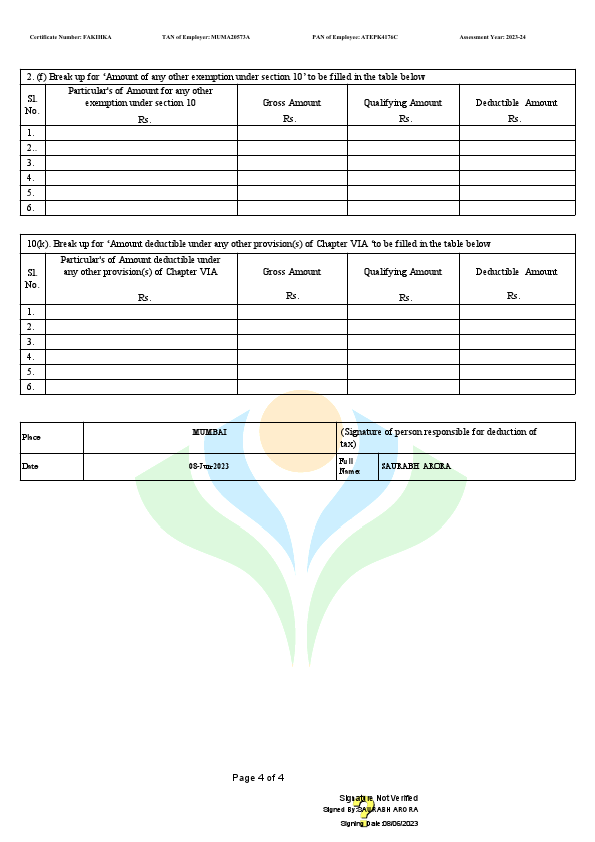 Certificate Number: FAKIHKA TAN of Employer: MUMA20573A PAN of Employee: ATEPK4176C Assessment Year: 2023-24
2. (f) Break up for ‘Amount of any other exemption under section 10’ to be filled in the table below
Sl. No. Particular's of Amount for any other exemption under section 10 Rs. Gross Amount Rs. Qualifying Amount Rs. Deductible Amount Rs.
1.
2..
3.
4.
5.
6.
10(k). Break up for ‘Amount deductible under any other provision(s) of Chapter VIA ‘to be filled in the table below
Sl. No. Particular's of Amount deductible under any other provision(s) of Chapter VIA Rs. Gross Amount Rs. Qualifying Amount Rs. Deductible Amount Rs.
1.
2.
3.
4.
5.
6.
Place MUMBAI (Signature of person responsible for deduction of tax)
Date 08-Jun-2023 Full Name: SAURABH ARORA
Page 4 of 4
Signature Not Verified
Signed By:SAURABH ARORA
Signing Date:08/06/2023